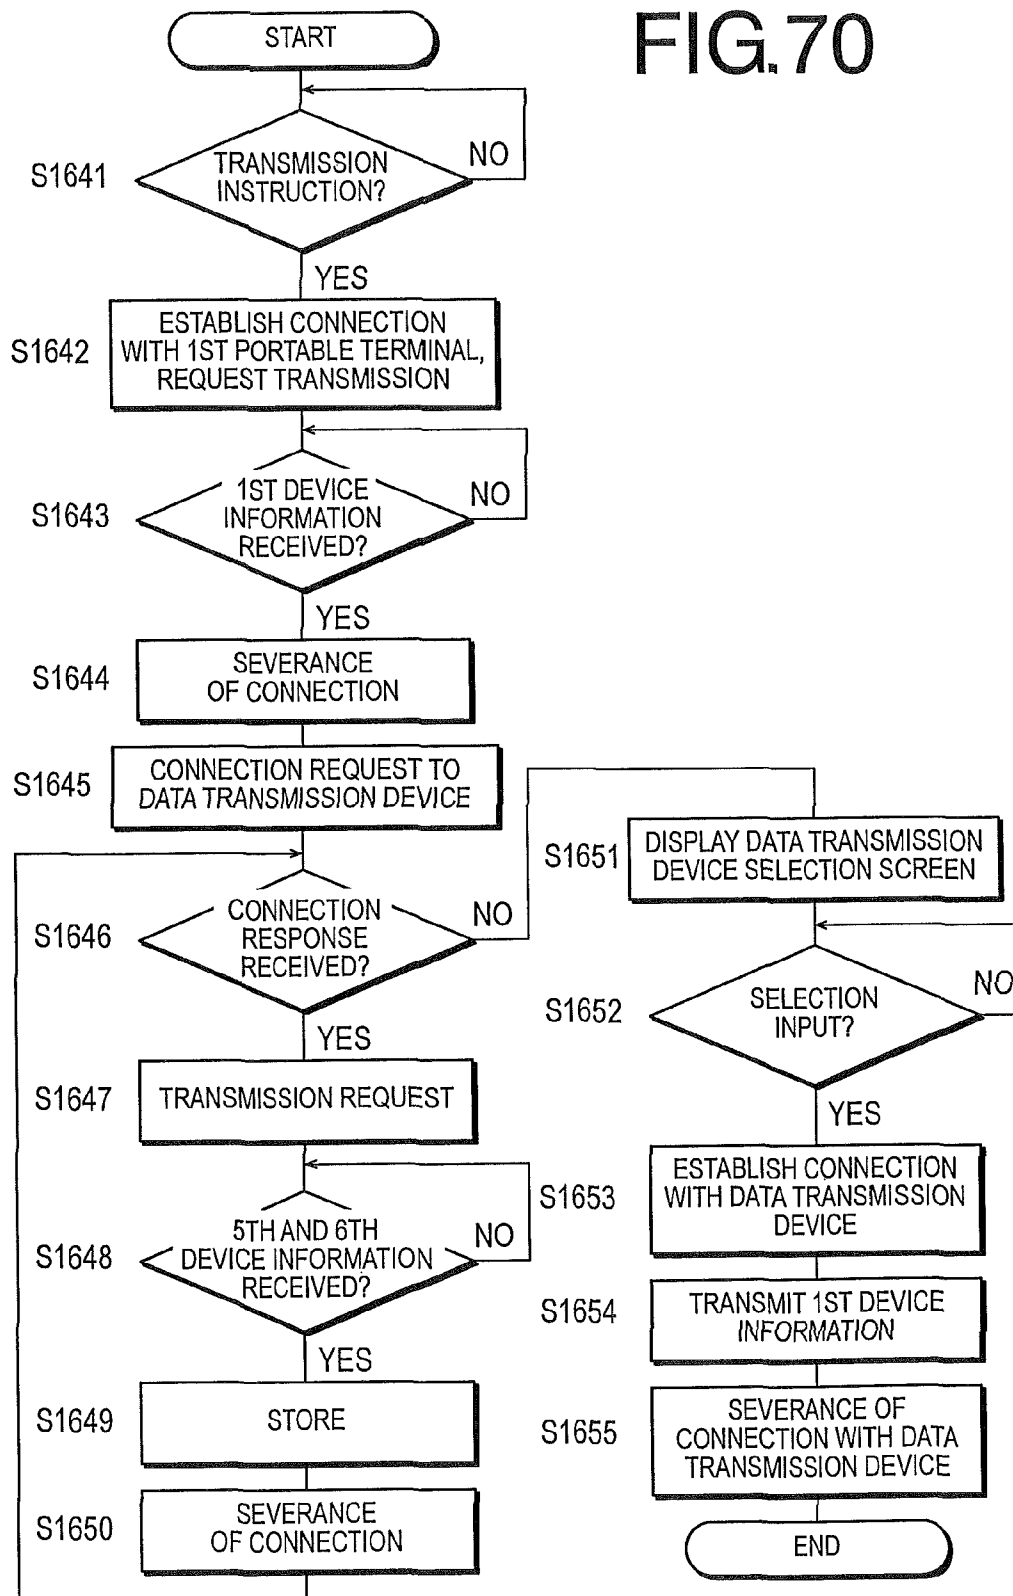 FIG.70
START
S1641
TRANSMISSION
INSTRUCTION?
NO
YES
S1642
ESTABLISH CONNECTION
WITH 1ST PORTABLE TERMINAL,
REQUEST TRANSMISSION
S1643
1ST DEVICE
INFORMATION
RECEIVED?
NO
YES
S1644
SEVERANCE
OF CONNECTION
S1645
CONNECTION REQUEST TO
DATA TRANSMISSION DEVICE
S1646
CONNECTION
RESPONSE
RECEIVED?
NO
YES
S1647
TRANSMISSION REQUEST
S1648
5TH AND 6TH
DEVICE INFORMATION
RECEIVED?
NO
YES
S1649
STORE
S1650
SEVERANCE
OF CONNECTION
S1651
DISPLAY DATA TRANSMISSION
DEVICE SELECTION SCREEN
S1652
SELECTION
INPUT?
NO
YES
S1653
ESTABLISH CONNECTION
WITH DATA TRANSMISSION
DEVICE
S1654
TRANSMIT 1ST DEVICE
INFORMATION
S1655
SEVERANCE OF
CONNECTION WITH DATA
TRANSMISSION DEVICE
END